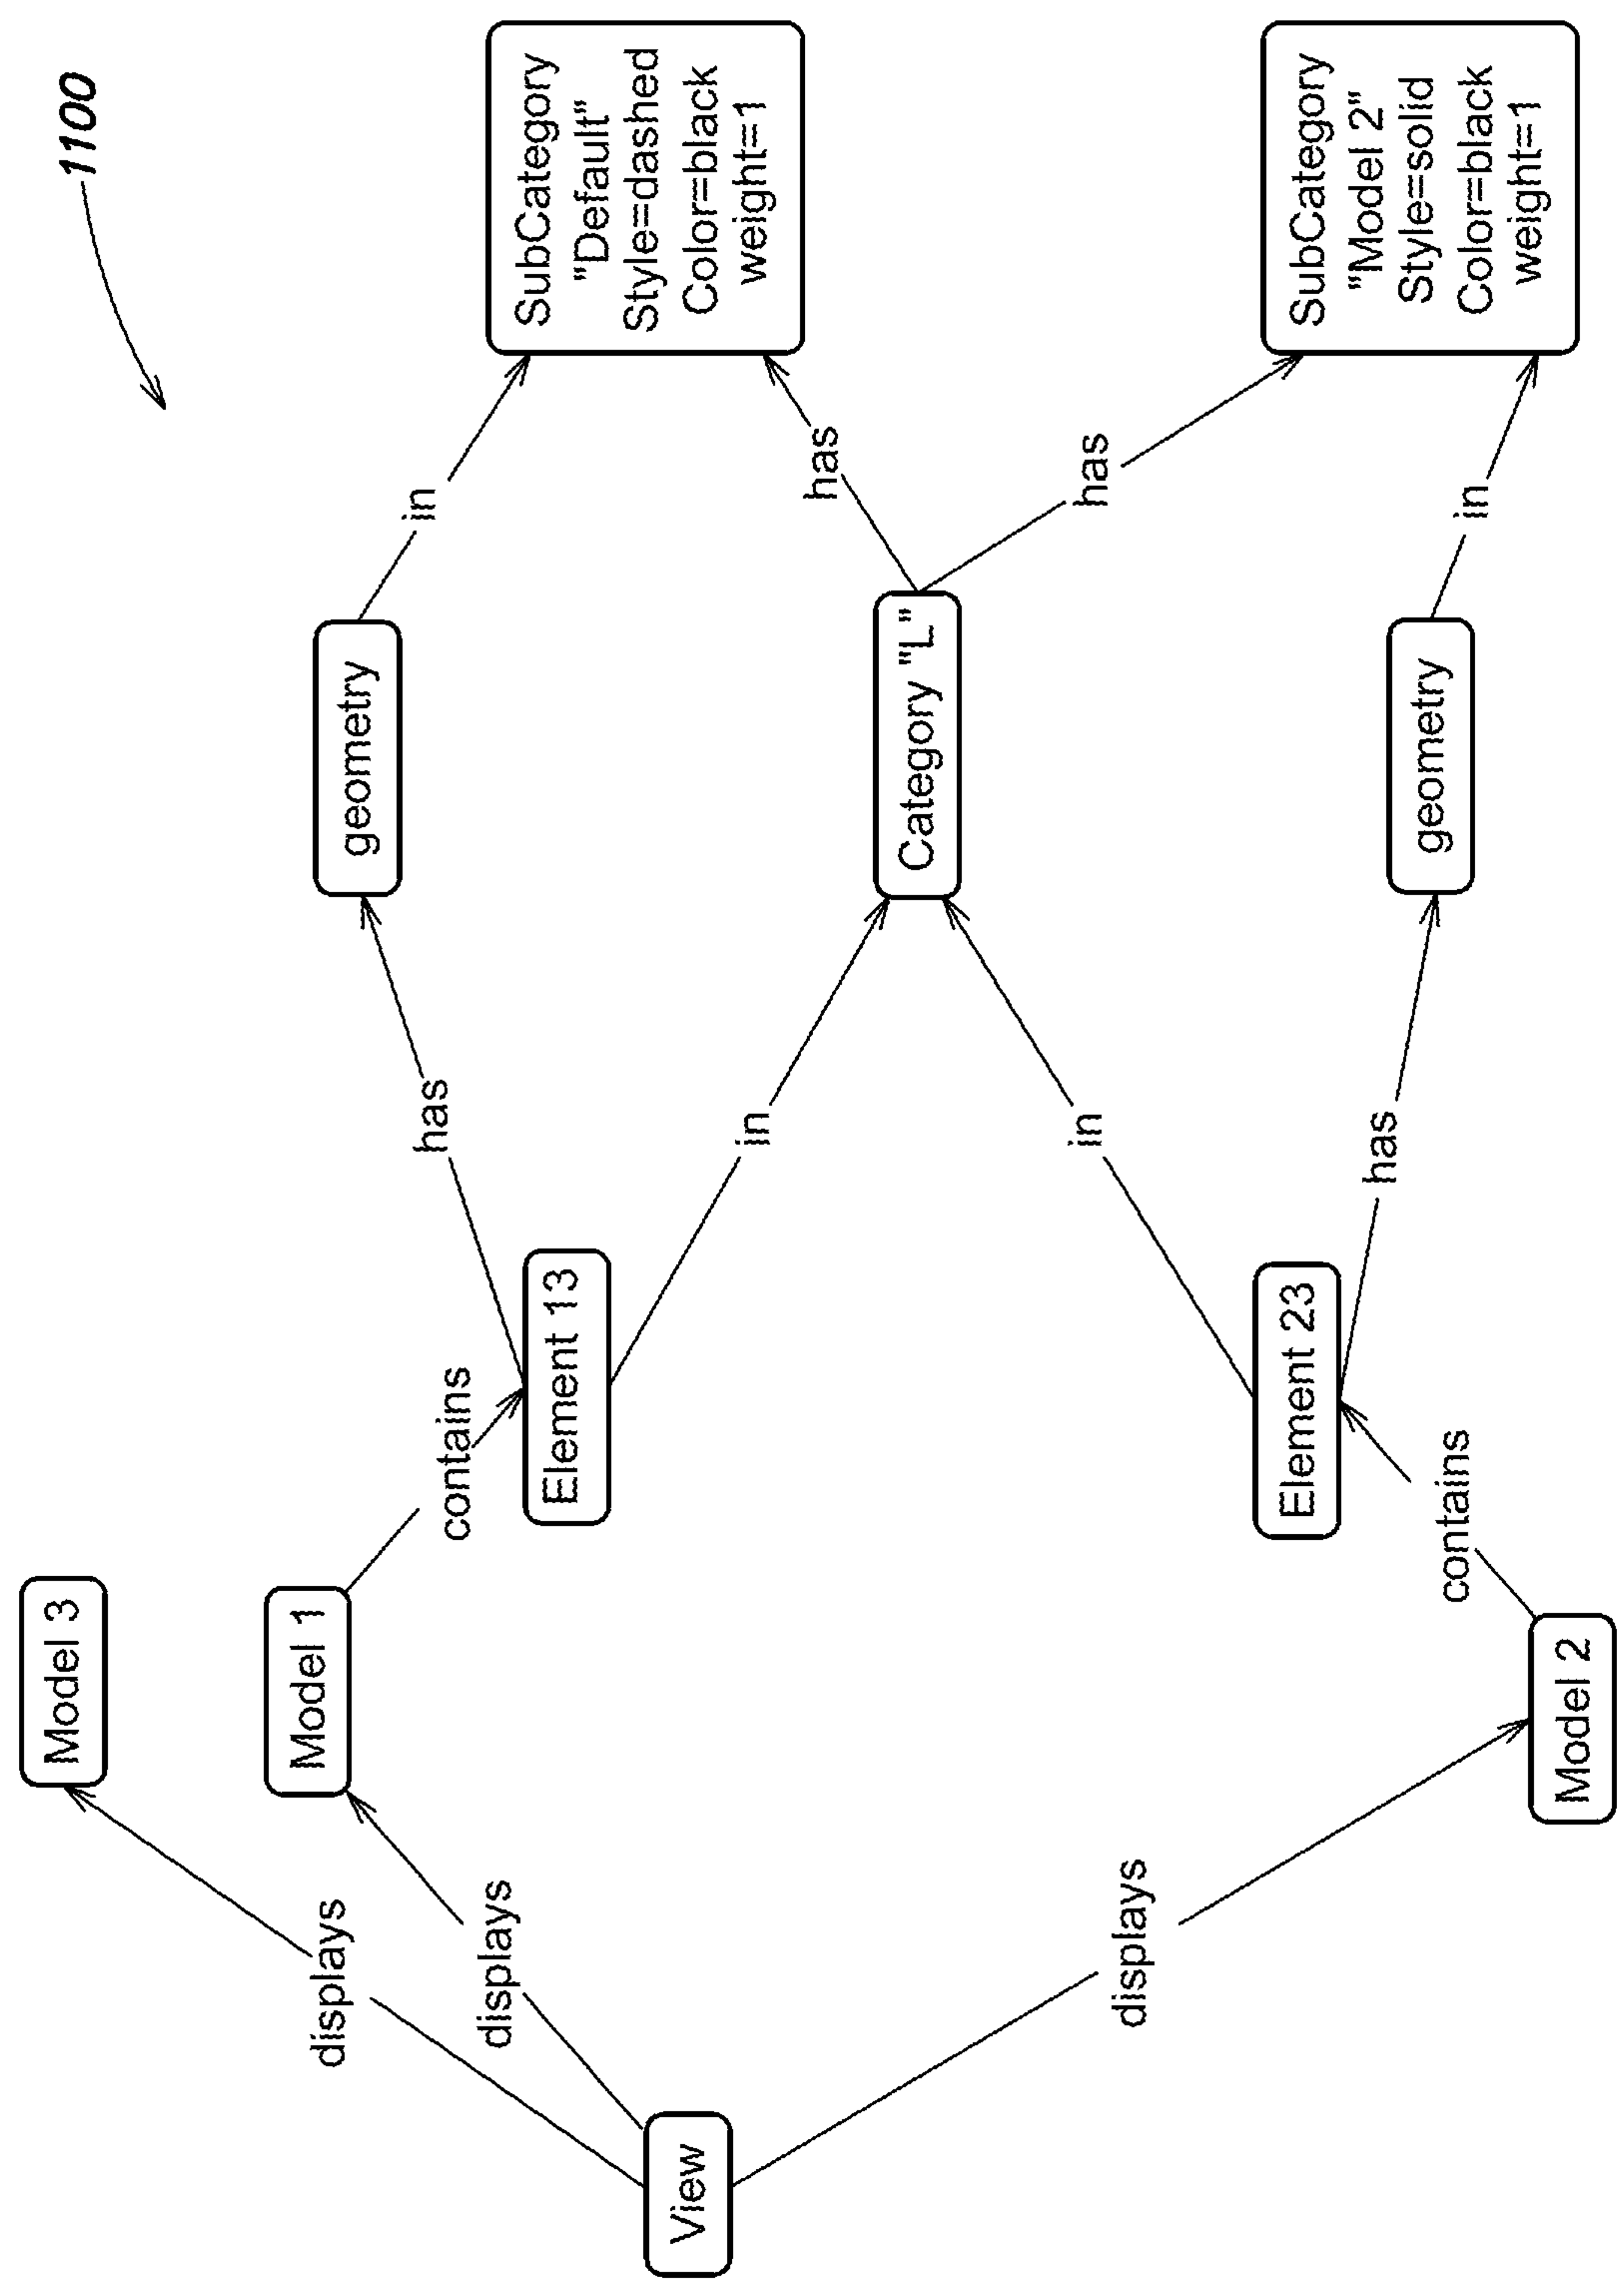 1100
Model 3
Model 1
displays
displays
View
displays
Model 2
contains
Element 13
contains
Element 23
has
in
in
has
geometry
Category "L"
geometry
in
has
has
in
SubCategory
"Default"
Style=dashed
Color=black
weight=1
SubCategory
"Model 2"
Style=solid
Color=black
weight=1